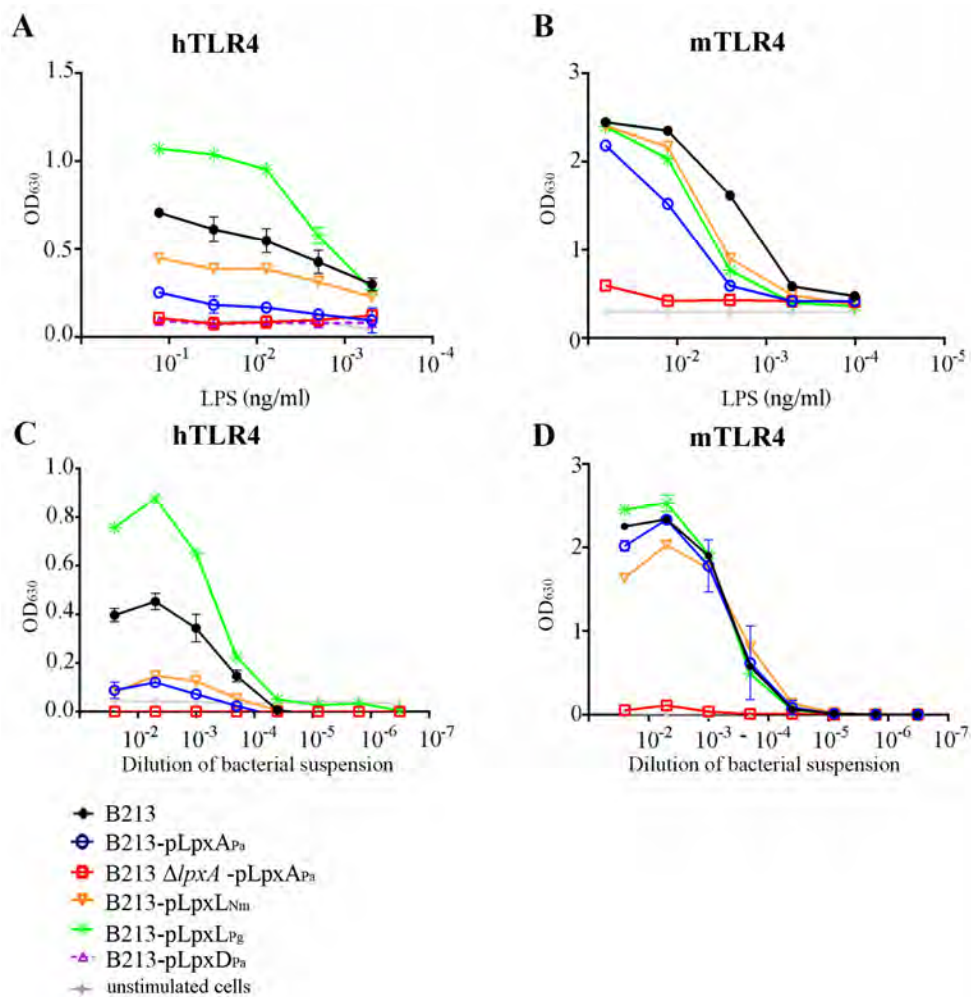 A
hTLR4
OD630
1.5
1.0
0.5
0.0
10-1
10-2
10-3
10-4
LPS (ng/ml)
B
mTLR4
OD630
3
2
1
0
10-2
10-3
10-4
10-5
LPS (ng/ml)
C
hTLR4
OD630
1.0
0.8
0.6
0.4
0.2
0.0
10-2
10-3
10-4
10-5
10-6
10-7
Dilution of bacterial suspension
D
mTLR4
OD630
3
2
1
0
10-2
10-3
10-4
10-5
10-6
10-7
Dilution of bacterial suspension
B213
B213-pLpxAPa
B213 ΔlpxA -pLpxAPa
B213-pLpxLNm
B213-pLpxLPg
B213-pLpxDPa
unstimulated cells